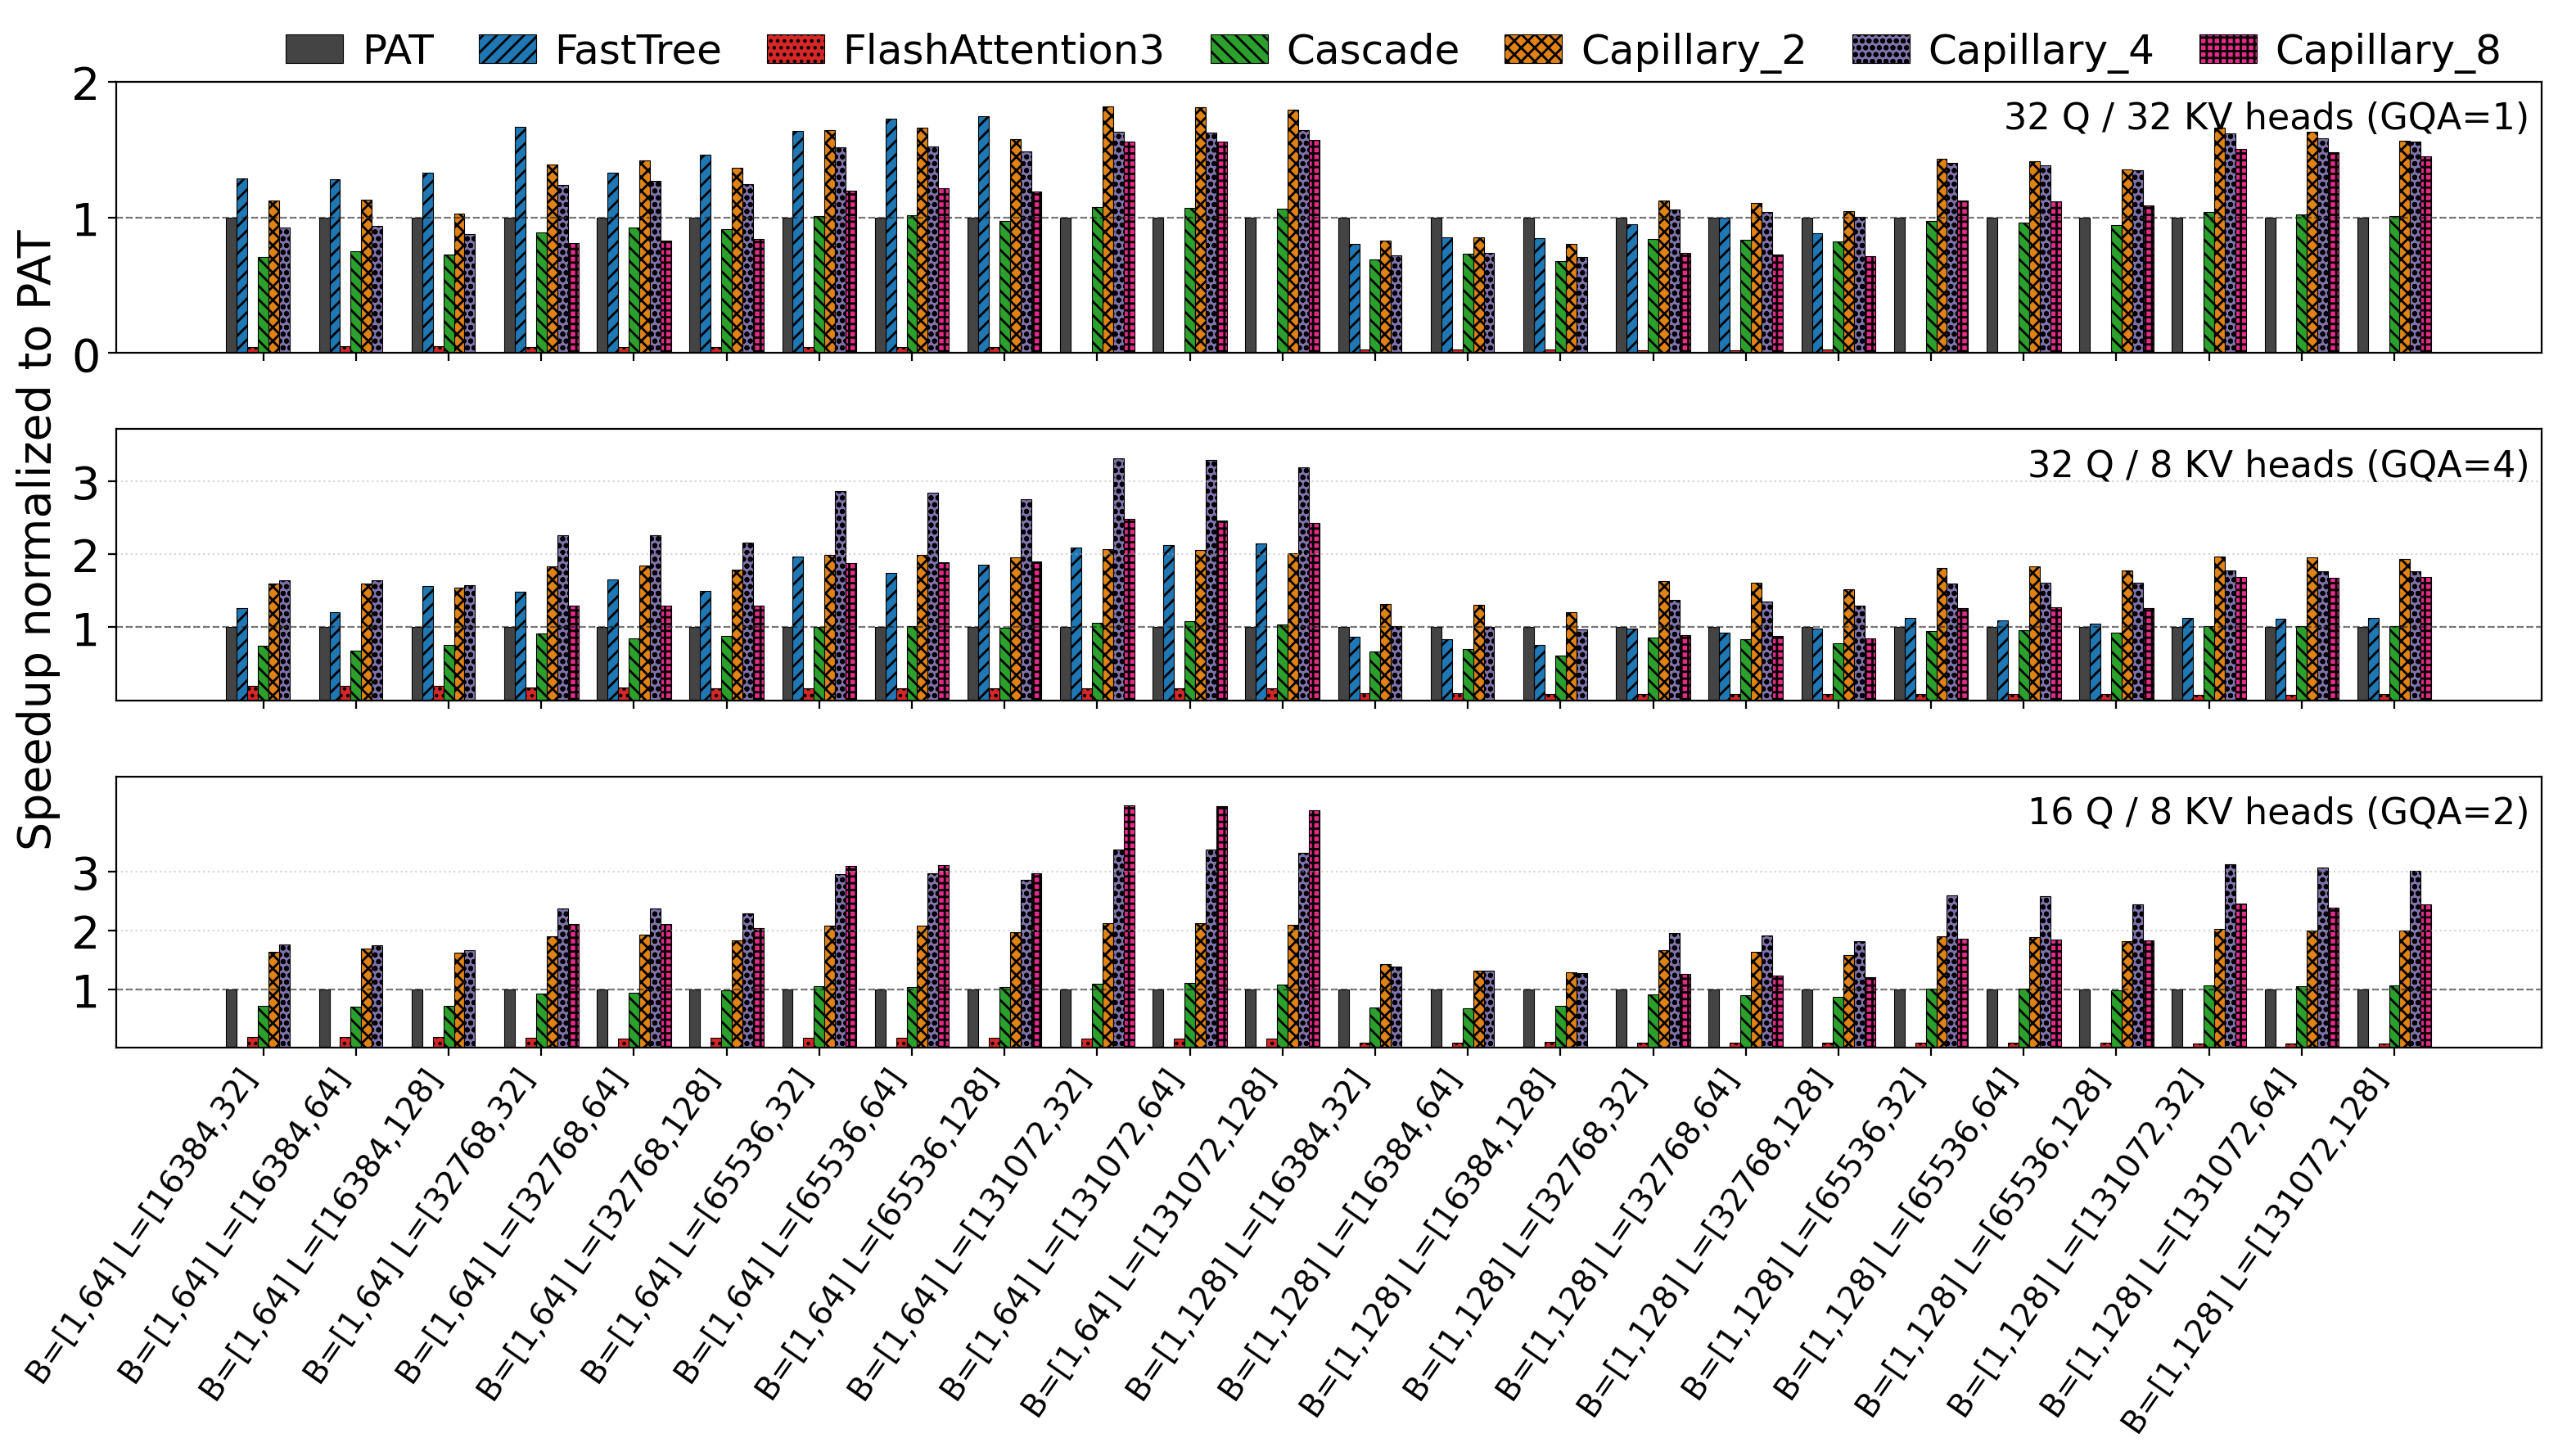 PAT FastTree FlashAttention3 Cascade Capillary_2 Capillary_4 Capillary_8
Speedup normalized to PAT
2
1
0
32 Q / 32 KV heads (GQA=1)
3
2
1
32 Q / 8 KV heads (GQA=4)
3
2
1
16 Q / 8 KV heads (GQA=2)
B=[1,64] L=[16384,32]
B=[1,64] L=[16384,64]
B=[1,64] L=[16384,128]
B=[1,64] L=[32768,32]
B=[1,64] L=[32768,64]
B=[1,64] L=[32768,128]
B=[1,64] L=[65536,32]
B=[1,64] L=[65536,64]
B=[1,64] L=[65536,128]
B=[1,64] L=[131072,32]
B=[1,64] L=[131072,64]
B=[1,64] L=[131072,128]
B=[1,128] L=[16384,32]
B=[1,128] L=[16384,64]
B=[1,128] L=[16384,128]
B=[1,128] L=[32768,32]
B=[1,128] L=[32768,64]
B=[1,128] L=[32768,128]
B=[1,128] L=[65536,32]
B=[1,128] L=[65536,64]
B=[1,128] L=[65536,128]
B=[1,128] L=[131072,32]
B=[1,128] L=[131072,64]
B=[1,128] L=[131072,128]